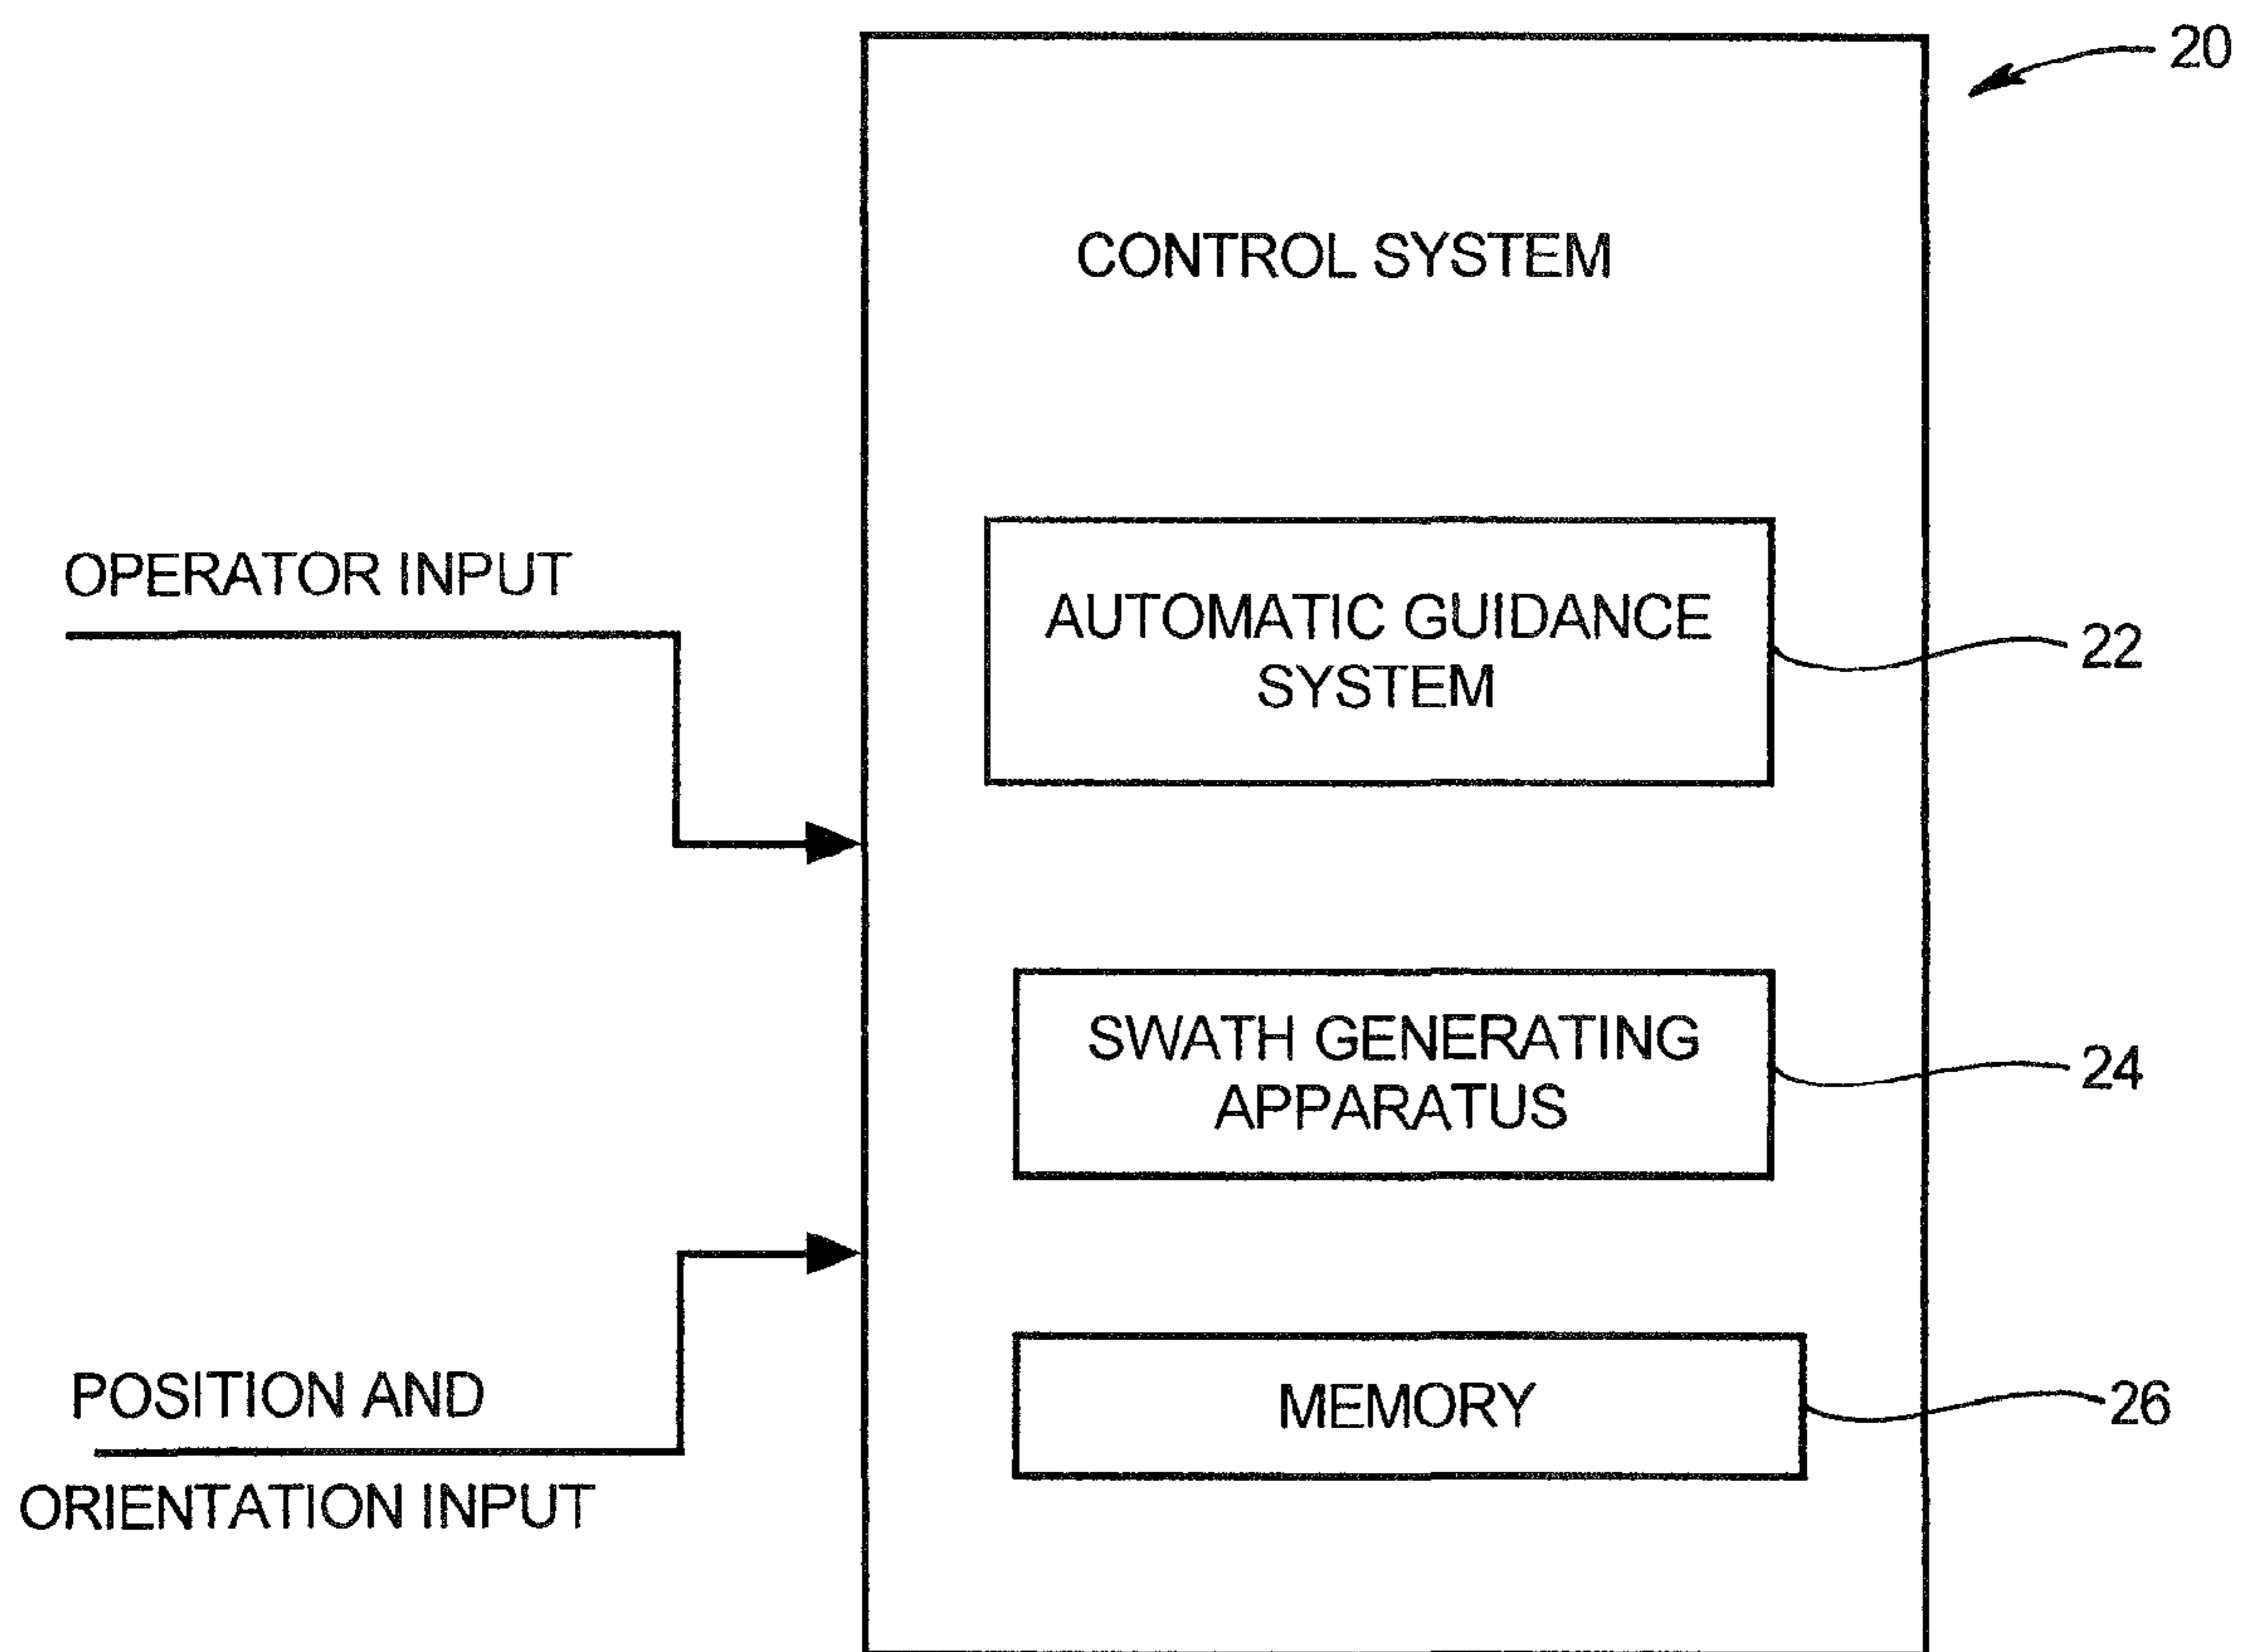 20
CONTROL SYSTEM
OPERATOR INPUT
AUTOMATIC GUIDANCE
SYSTEM
22
SWATH GENERATING
APPARATUS
24
POSITION AND
ORIENTATION INPUT
MEMORY
26